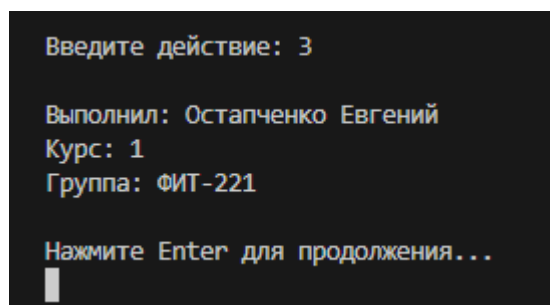 Введите действие: 3
Выполнил: Остапченко Евгений
Курс: 1
Группа: ФИТ-221
Нажмите Enter для продолжения...